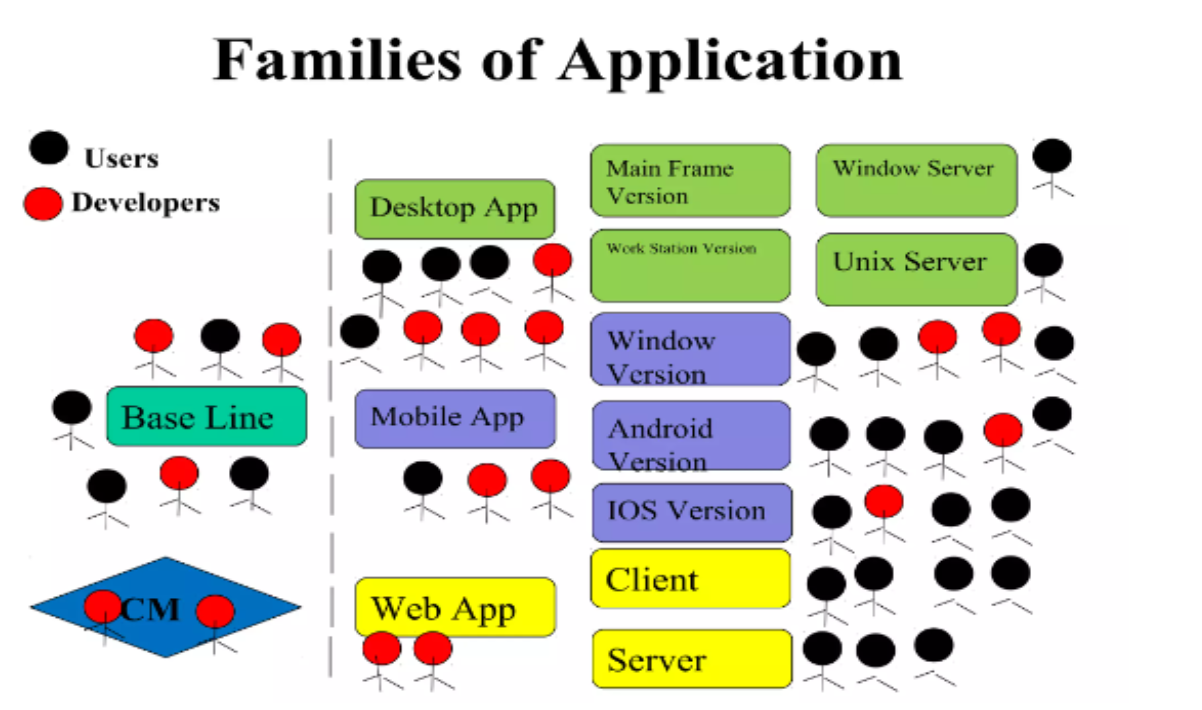 Families of Application
Users
Developers
Desktop App
Main Frame
Version
Window Server
Work Station Version
Unix Server
Window
Version
Base Line
Mobile App
Android
Version
IOS Version
CM
Web App
Client
Server